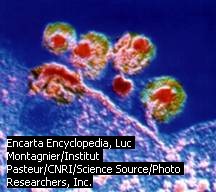 Encarta Encyclopedia, Luc
Montagnier/Institut
Pasteur/CNRI/Science Source/Photo
Researchers, Inc.